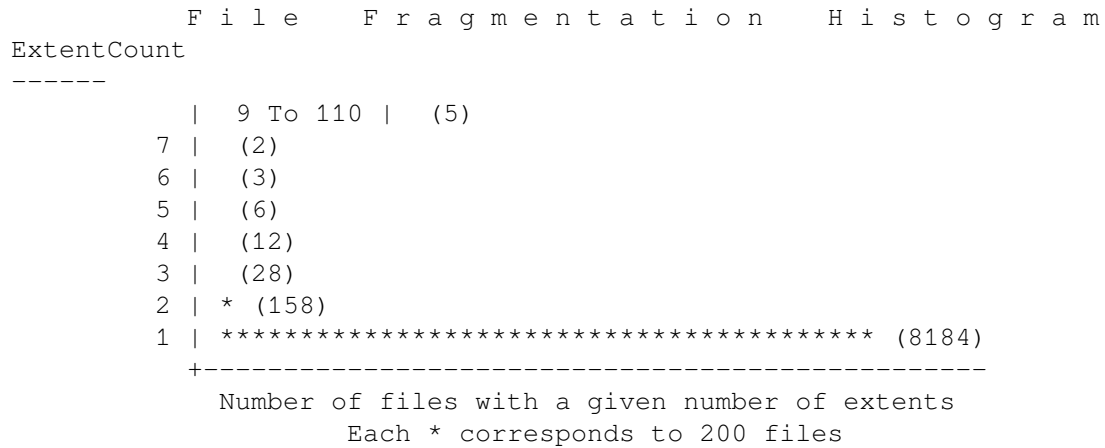 F i l e   F r a g m e n t a t i o n   H i s t o g r a m
ExtentCount
------
| 9 To 110 | (5)
7 | (2)
6 | (3)
5 | (6)
4 | (12)
3 | (28)
2 | * (158)
1 | ***************************************** (8184)
+-------------------------------------------------
Number of files with a given number of extents
Each * corresponds to 200 files